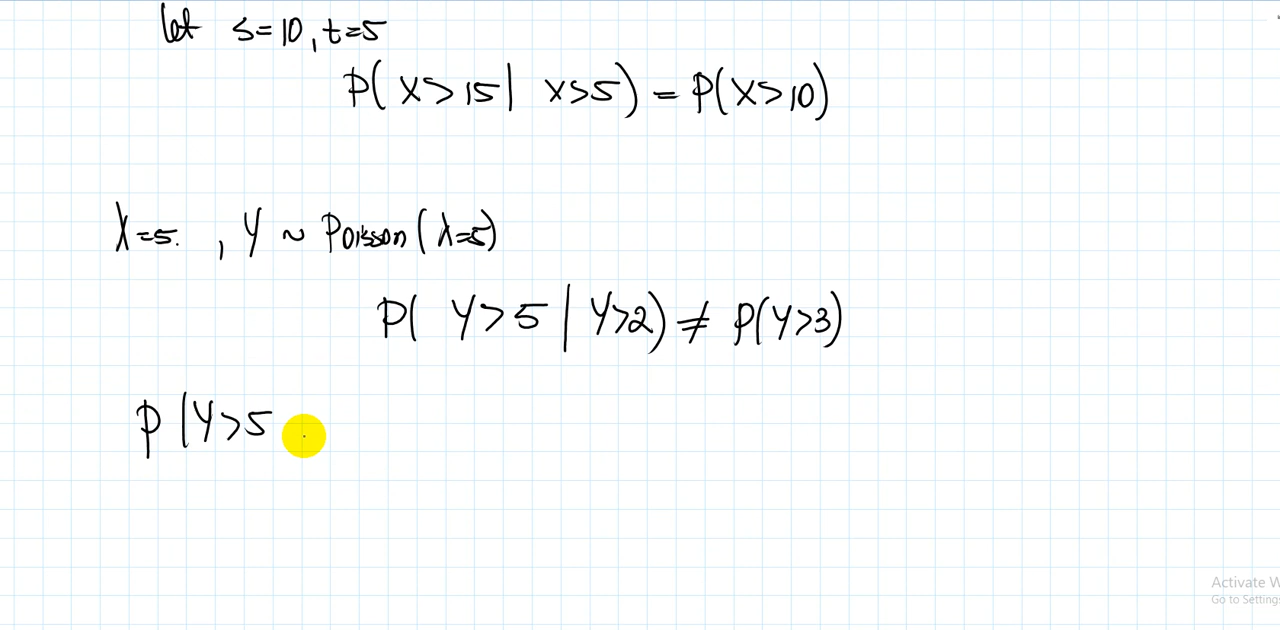 let s=10, t=5
P( X>15 | X>5) = P(X>10)
λ=5. , Y ~ Poisson (λ=5)
P( Y>5 | Y>2) ≠ P(Y>3)
P (Y>5
Activate W
Go to Settings